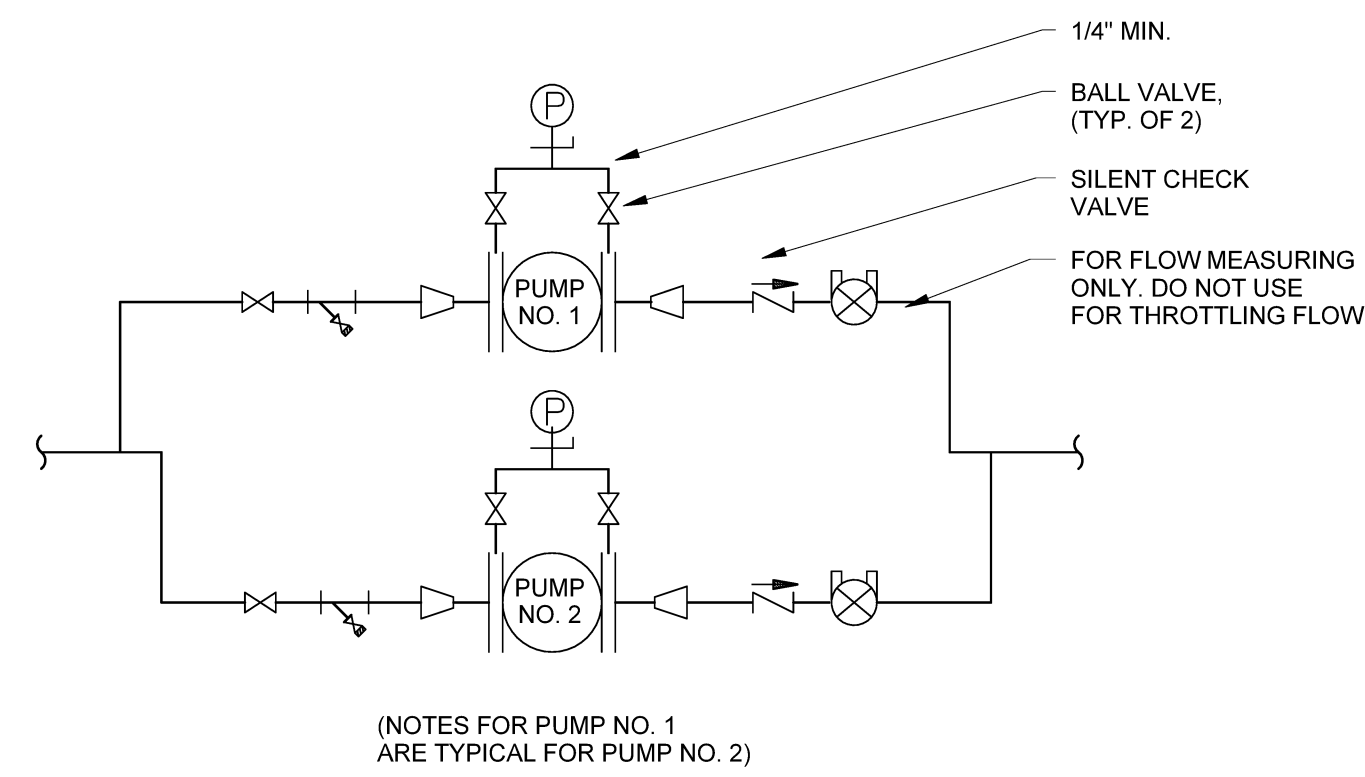 1/4" MIN.
BALL VALVE,
(TYP. OF 2)
SILENT CHECK
VALVE
FOR FLOW MEASURING
ONLY. DO NOT USE
FOR THROTTLING FLOW
P
PUMP
NO. 1
P
PUMP
NO. 2
(NOTES FOR PUMP NO. 1
ARE TYPICAL FOR PUMP NO. 2)